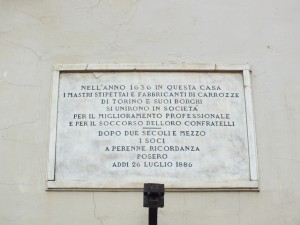 NELL'ANNO 1636 IN QUESTA CASA
I MASTRI STIPETTAI E FABBRICANTI DI CARROZZE
DI TORINO E SUOI BORGHI
SI UNIRONO IN SOCIETÀ
PER IL MIGLIORAMENTO PROFESSIONALE
E PER IL SOCCORSO DELLORO CONFRATELLI
DOPO DUE SECOLI E MEZZO
I SOCI
A PERENNE RICORDANZA
POSERO
ADDI 26 LUGLIO 1886